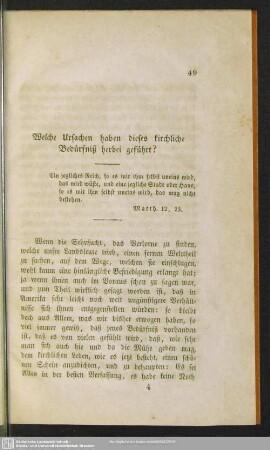 49
Welche Ursachen haben dieses kirchliche
Bedürfniß herbei geführt?
Ein jegliches Reich, so es mit ihm selbst uneins wird,
das wird wüste, und eine jegliche Stadt oder Haus,
so es mit ihm selbst uneins wird, das mag nicht
bestehen.
Matth. 12, 25.
Wenn die Sehnsucht, das Verlorne zu finden,
welche unsre Landsleute trieb, einen fernen Welttheil
zu suchen, auf dem Wege, welchen sie einschlugen,
wohl kaum eine hinlängliche Befriedigung erlangt hat;
ja wenn ihnen auch im Voraus schon zu sagen war,
und zum Theil wirklich gesagt worden ist, daß in
Amerika sehr leicht noch weit ungünstigere Verhält-
nisse sich ihnen entgegenstellen würden: so bleibt
doch aus Allem, was wir bisher erwogen haben, so
viel immer gewiß, daß jenes Bedürfniß vorhanden
ist, daß es von vielen gefühlt wird, daß, wie sehr
man sich auch hie und da die Mühe geben mag,
dem kirchlichen Leben, wie es jetzt besteht, einen schö-
nen Schein anzudichten, und zu behaupten: Es sei
Alles in der besten Verfassung, es habe keine Noth
4